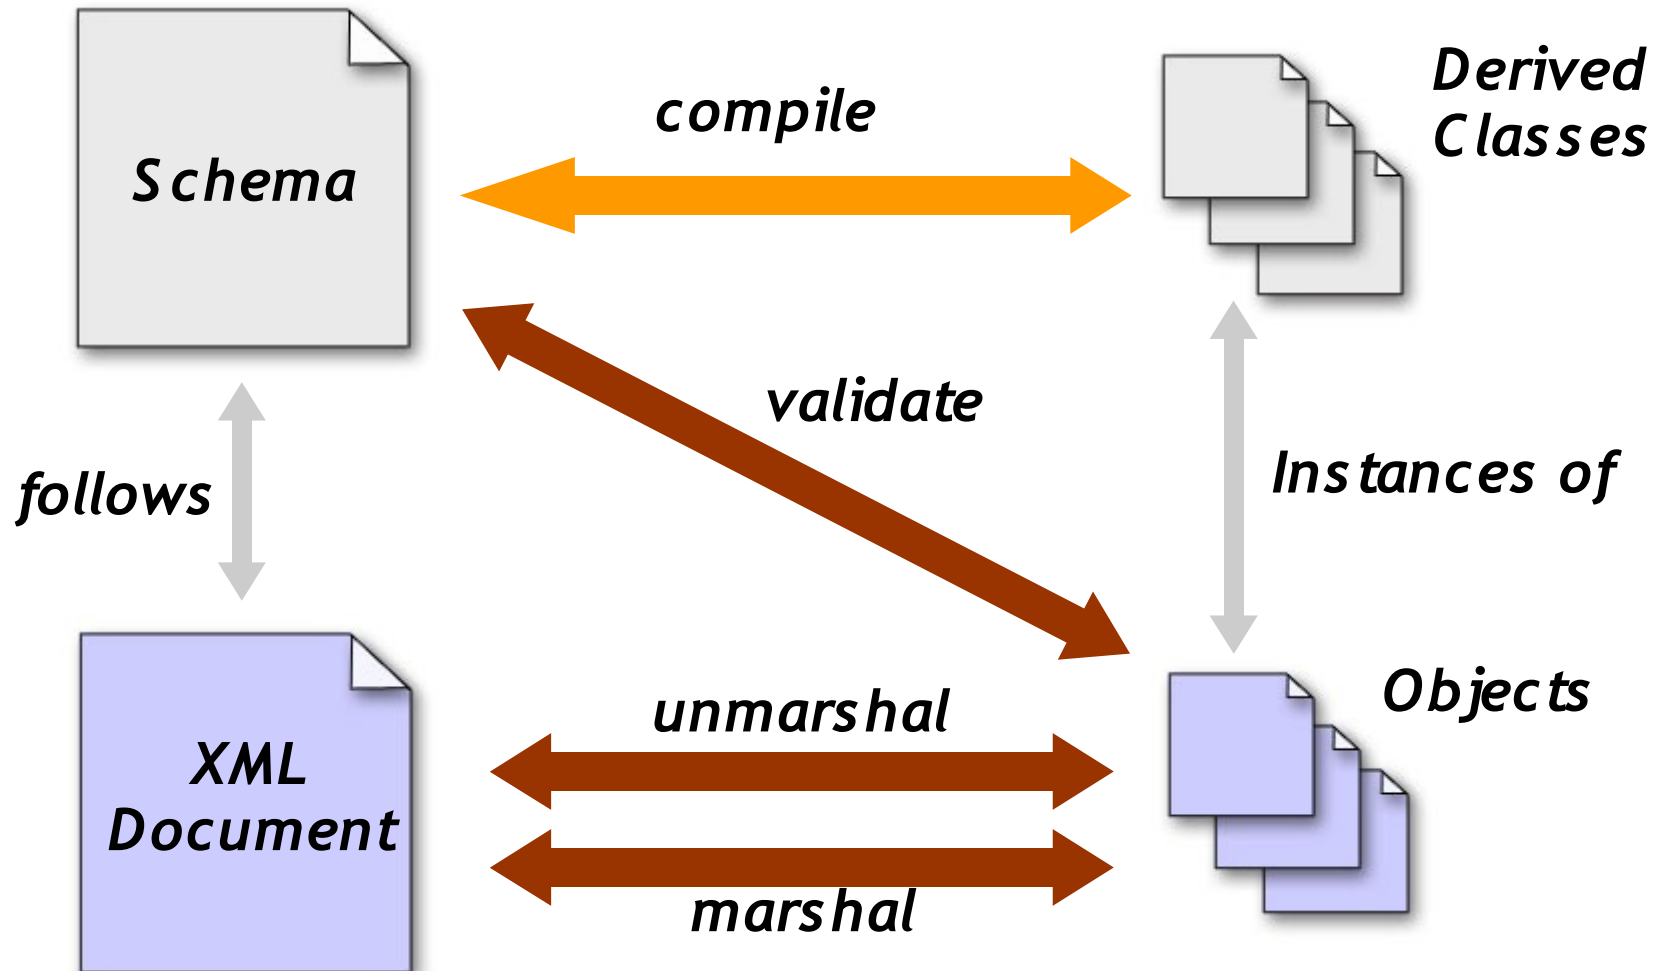 compile
Derived
Classes
Schema
validate
follows
Instances of
unmarshal
Objects
XML
Document
marshal